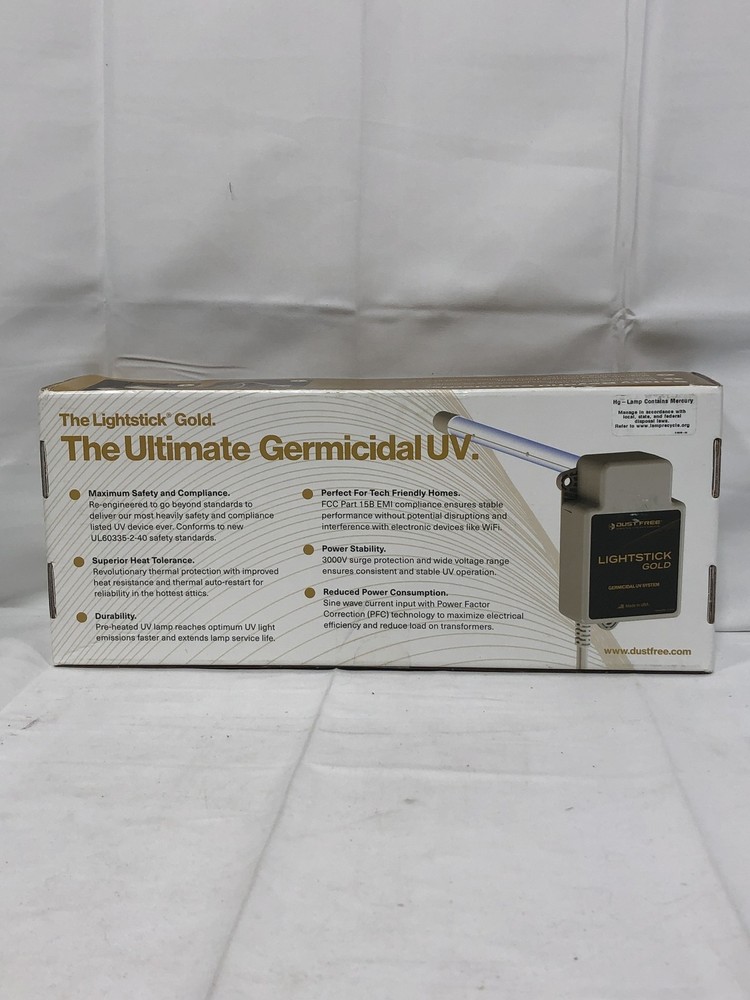 The Lightstick® Gold.
The Ultimate Germicidal UV.
Maximum Safety and Compliance.
Re-engineered to go beyond standards to
deliver our most heavily safety and compliance
listed UV device ever. Conforms to new
UL60335-2-40 safety standards.
Superior Heat Tolerance.
Revolutionary thermal protection with improved
heat resistance and thermal auto-restart for
reliability in the hottest attics.
Durability.
Pre-heated UV lamp reaches optimum UV light
emissions faster and extends lamp service life.
Perfect For Tech Friendly Homes.
FCC Part 15B EMI compliance ensures stable
performance without potential disruptions and
interference with electronic devices like WiFi.
Power Stability.
3000V surge protection and wide voltage range
ensures consistent and stable UV operation.
Reduced Power Consumption.
Sine wave current input with Power Factor
Correction (PFC) technology to maximize electrical
efficiency and reduce load on transformers.
Hg - Lamp Contains Mercury
Manage in accordance with
local, state, and federal
disposal laws.
Refer to www.lamprecycle.org
DUST FREE
LIGHTSTICK
GOLD
GERMICIDAL UV SYSTEM
Made in USA
www.dustfree.com